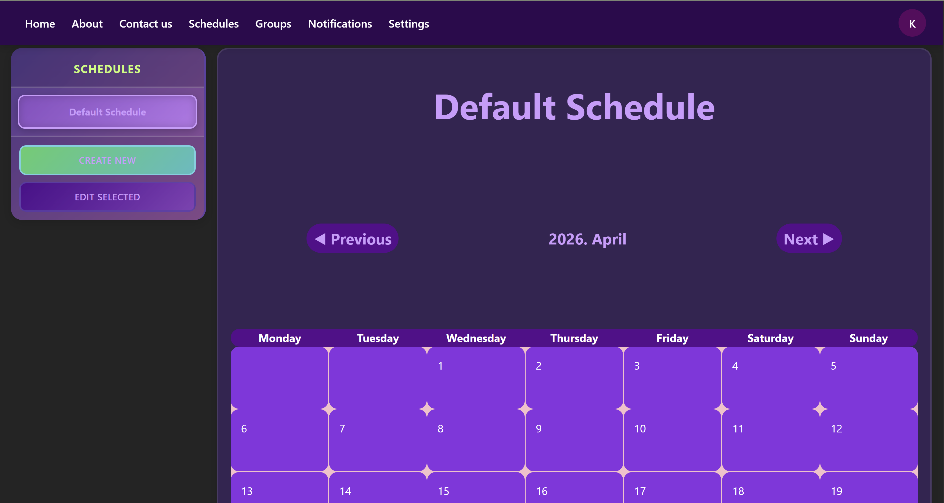 Home About Contact us Schedules Groups Notifications Settings K
SCHEDULES
Default Schedule
CREATE NEW
EDIT SELECTED
Default Schedule
◀ Previous 2026. April Next ▶
Monday Tuesday Wednesday Thursday Friday Saturday Sunday
1 2 3 4 5
6 7 8 9 10 11 12
13 14 15 16 17 18 19